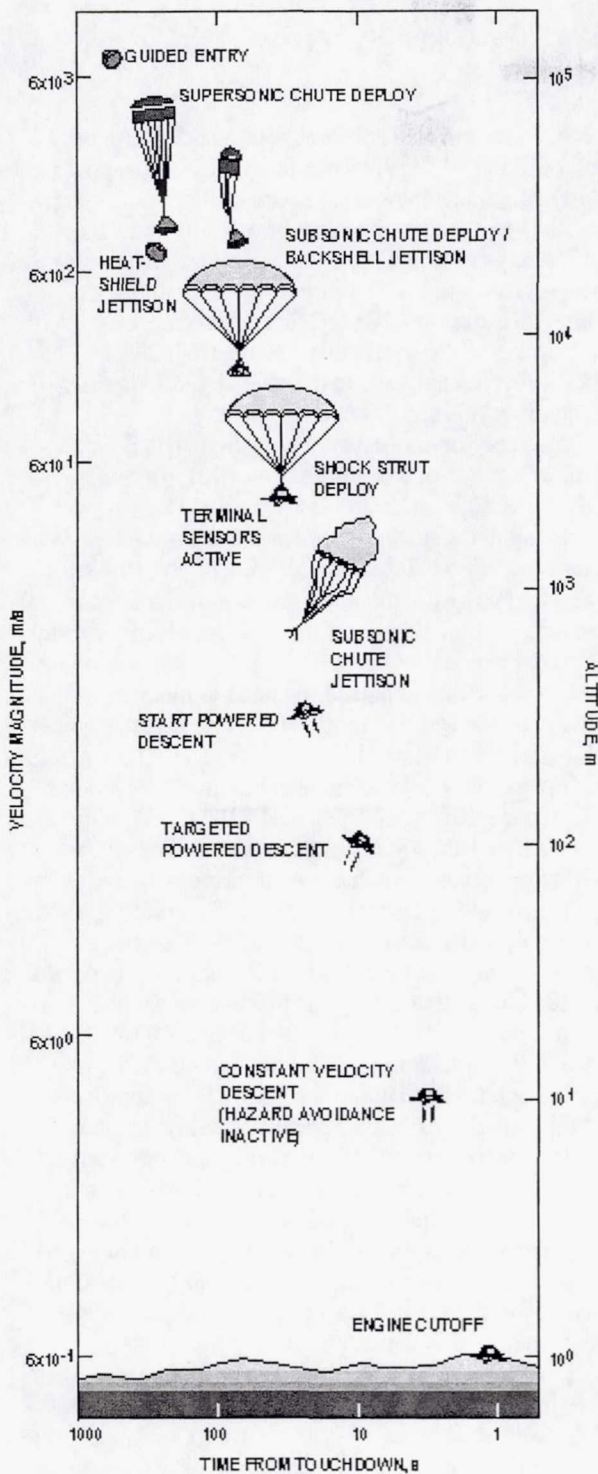 GUIDED ENTRY
6x10³
10⁵
SUPERSONIC CHUTE DEPLOY
SUBSONIC CHUTE DEPLOY /
BACKSHELL JETTISON
HEAT-
SHIELD
JETTISON
6x10²
10⁴
6x10¹
SHOCK STRUT
DEPLOY
TERMINAL
SENSORS
ACTIVE
10³
SUBSONIC
CHUTE
JETTISON
VELOCITY MAGNITUDE, m/s
ALTITUDE, m
START POWERED
DESCENT
TARGETED
POWERED DESCENT
10²
6x10⁰
CONSTANT VELOCITY
DESCENT
(HAZARD AVOIDANCE
INACTIVE)
10¹
ENGINE CUTOFF
6x10⁻¹
10⁰
1000 100 10 1
TIME FROM TOUCHDOWN, s